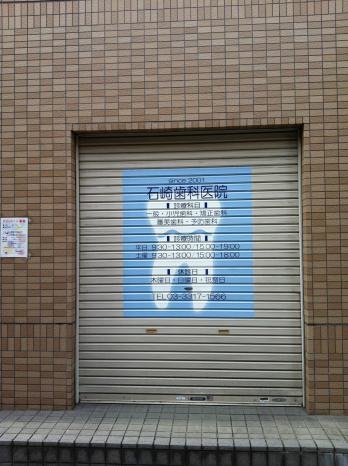 since 2001
石崎歯科医院
診療科目
一般・小児歯科・矯正歯科
審美歯科・予防歯科
診療時間
平日 9:30-13:00/15:00-19:00
土曜 9:30-13:00/15:00-18:00
休診日
木曜日・日曜日・祝祭日
TEL03-3317-1566